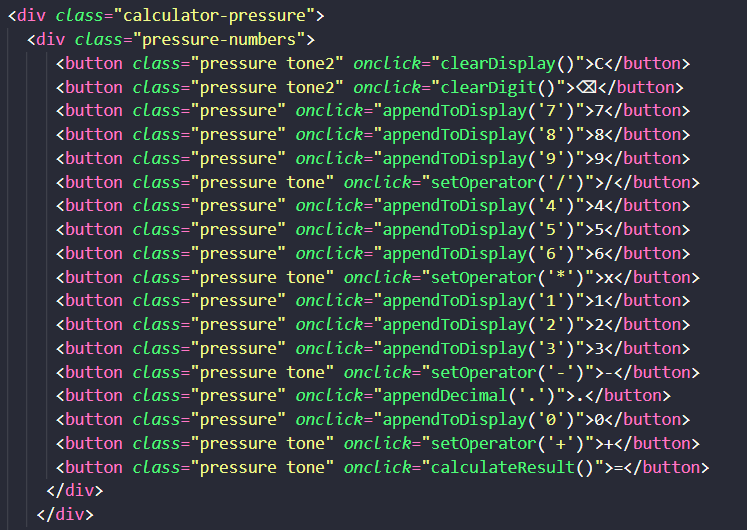 <div class="calculator-pressure">
<div class="pressure-numbers">
<button class="pressure tone2" onclick="clearDisplay()">C</button>
<button class="pressure tone2" onclick="clearDigit()">⌫</button>
<button class="pressure" onclick="appendToDisplay('7')">7</button>
<button class="pressure" onclick="appendToDisplay('8')">8</button>
<button class="pressure" onclick="appendToDisplay('9')">9</button>
<button class="pressure tone" onclick="setOperator('/')">/</button>
<button class="pressure" onclick="appendToDisplay('4')">4</button>
<button class="pressure" onclick="appendToDisplay('5')">5</button>
<button class="pressure" onclick="appendToDisplay('6')">6</button>
<button class="pressure tone" onclick="setOperator('*')">x</button>
<button class="pressure" onclick="appendToDisplay('1')">1</button>
<button class="pressure" onclick="appendToDisplay('2')">2</button>
<button class="pressure" onclick="appendToDisplay('3')">3</button>
<button class="pressure tone" onclick="setOperator('-')">-</button>
<button class="pressure" onclick="appendDecimal('.')">.</button>
<button class="pressure" onclick="appendToDisplay('0')">0</button>
<button class="pressure tone" onclick="setOperator('+')">+</button>
<button class="pressure tone" onclick="calculateResult()">=</button>
</div>
</div>